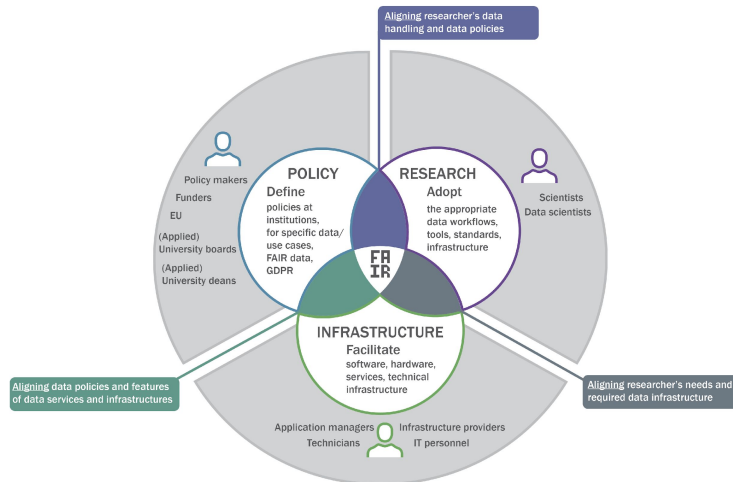 Aligning researcher's data
handling and data policies
POLICY
Define
policies at
institutions,
for specific data/
use cases,
FAIR data,
GDPR
RESEARCH
Adopt
the appropriate
data workflows,
tools, standards,
infrastructure
Policy makers
Funders
EU
(Applied)
University boards
(Applied)
University deans
Scientists
Data scientists
FA
IR
INFRASTRUCTURE
Facilitate
software, hardware,
services, technical
infrastructure
Aligning data policies and features
of data services and infrastructures
Aligning researcher's needs and
required data infrastructure
Application managers
Technicians
Infrastructure providers
IT personnel